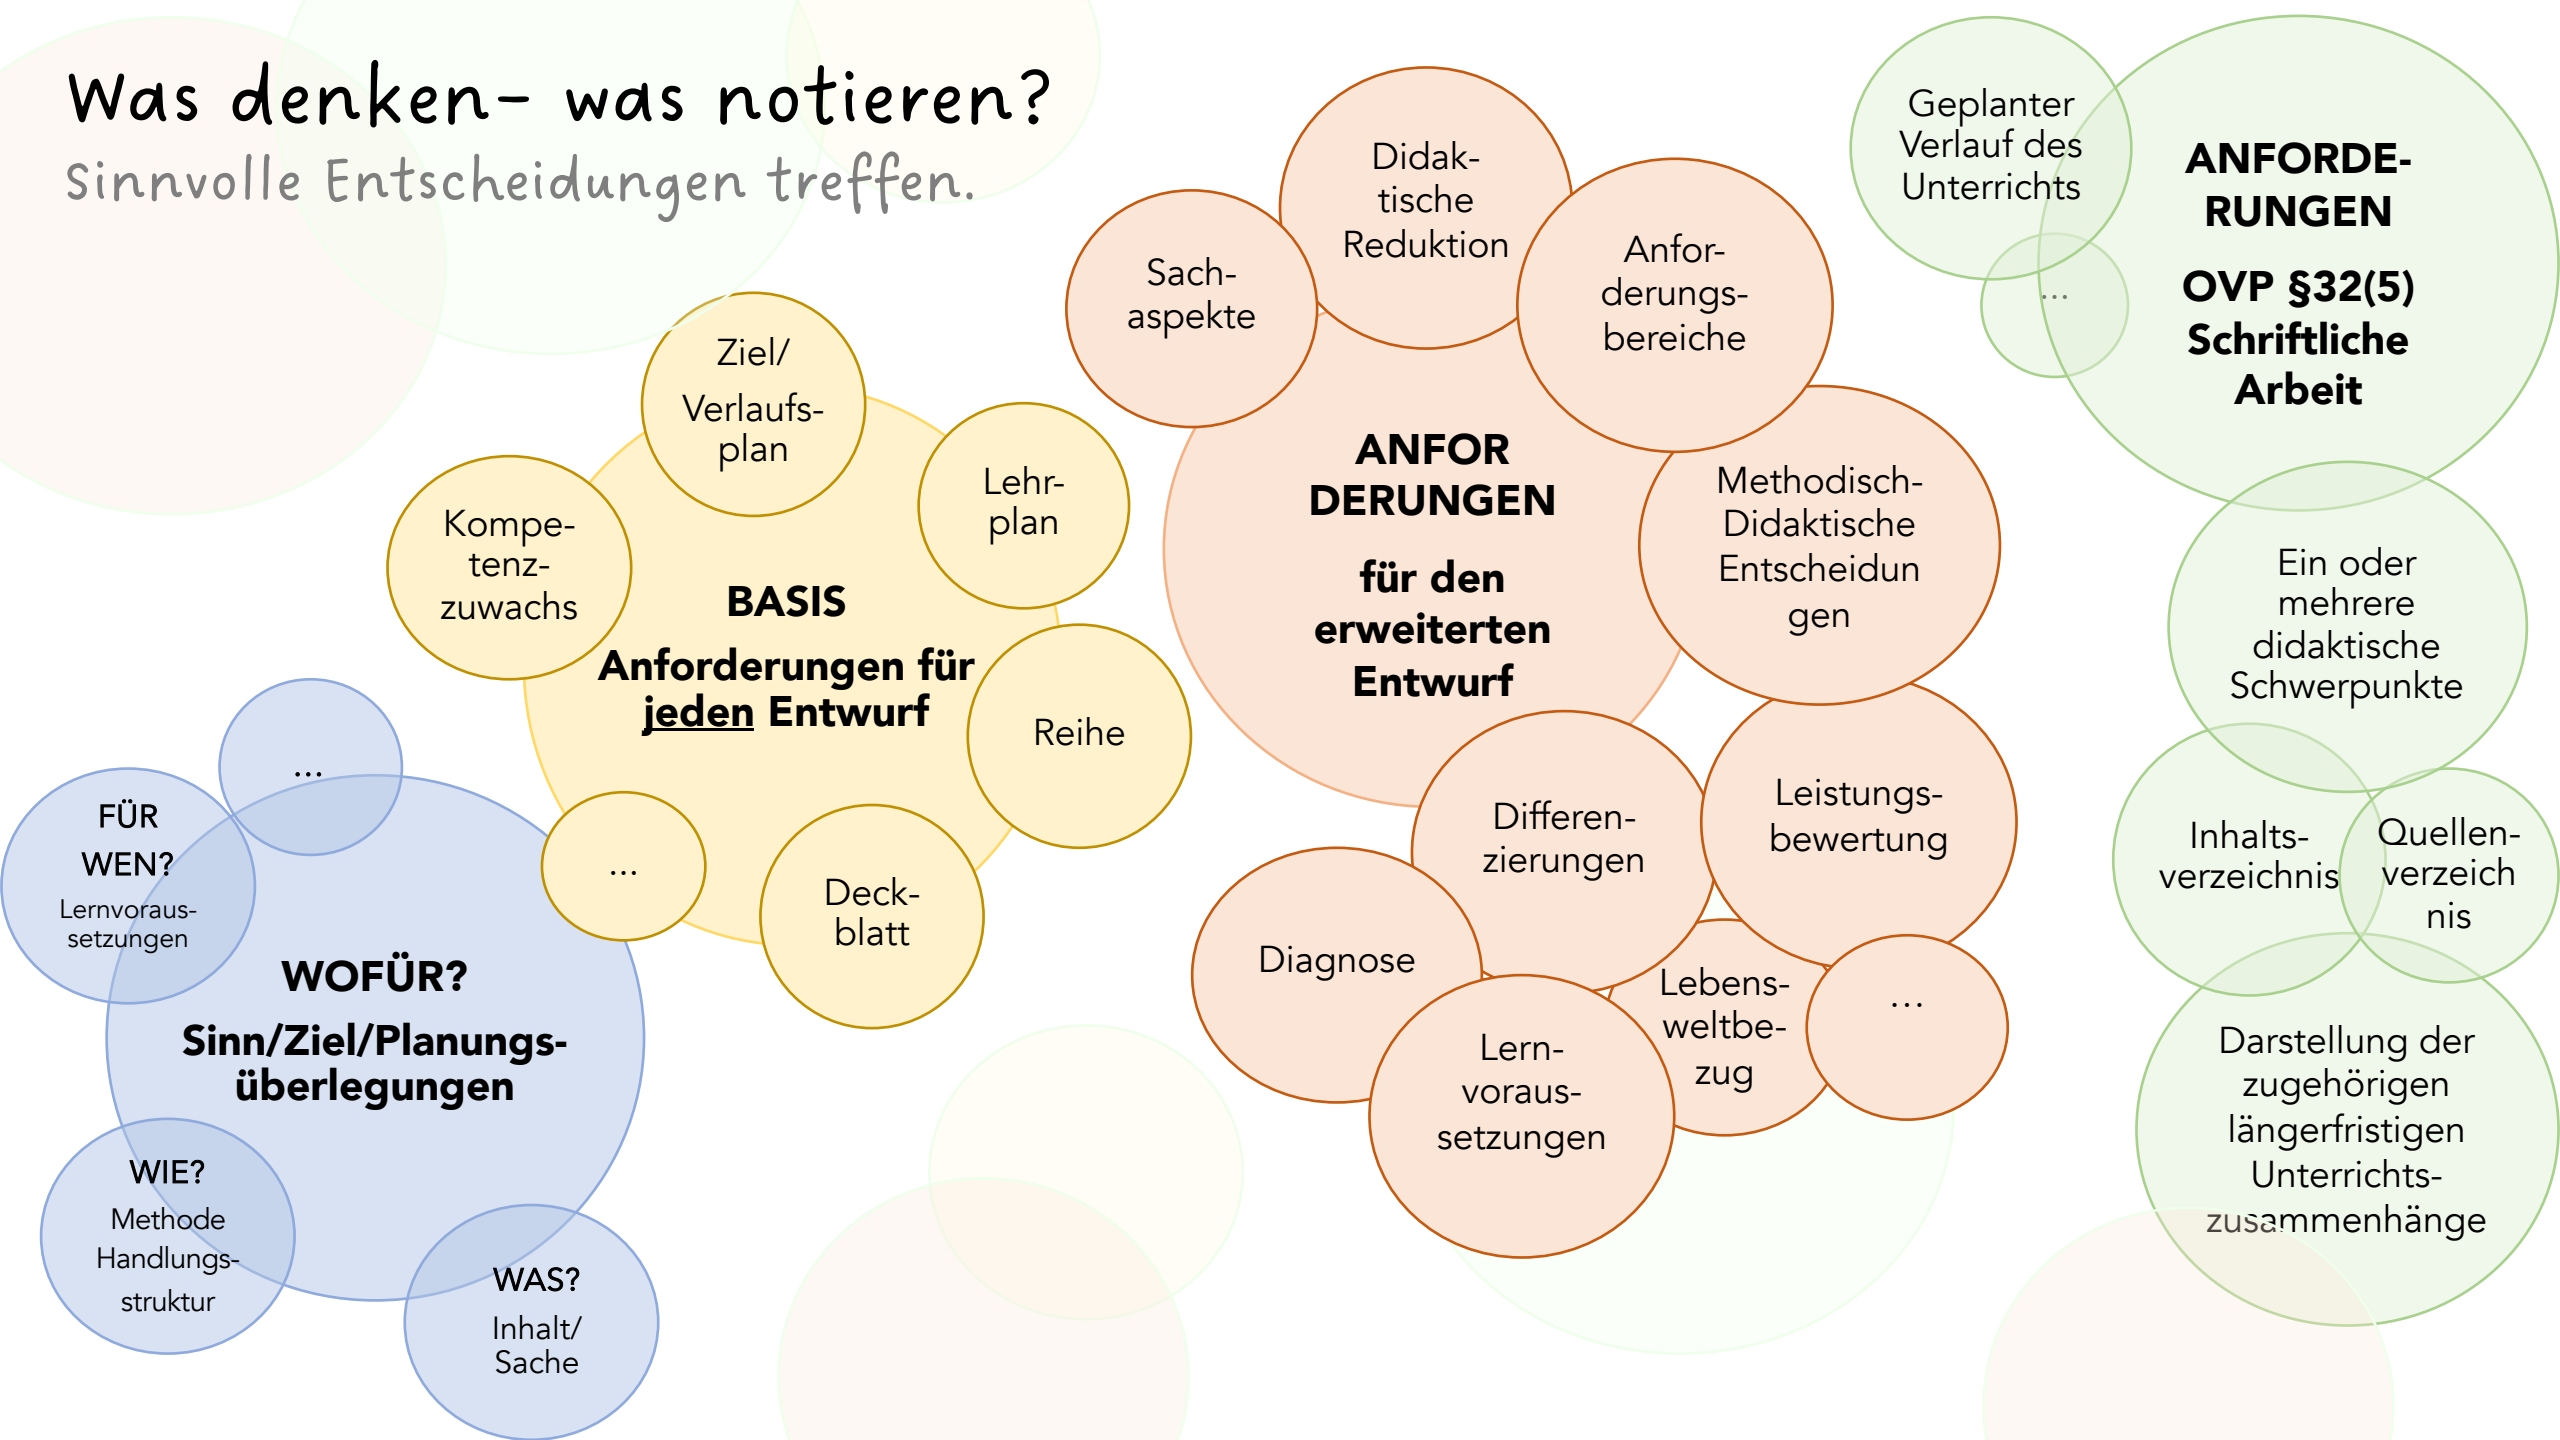 Was denken– was notieren?
Sinnvolle Entscheidungen treffen.
FÜR
WEN?
Lernvoraus-
setzungen
...
WOFÜR?
Sinn/Ziel/Planungs-
überlegungen
WIE?
Methode
Handlungs-
struktur
WAS?
Inhalt/
Sache
Ziel/
Verlaufs-
plan
Kompe-
tenz-
zuwachs
Lehr-
plan
BASIS
Anforderungen für
jeden Entwurf
Reihe
...
Deck-
blatt
Sach-
aspekte
Didak-
tische
Reduktion
Anfor-
derungs-
bereiche
ANFOR
DERUNGEN
für den
erweiterten
Entwurf
Methodisch-
Didaktische
Entscheidun
gen
Differen-
zierungen
Leistungs-
bewertung
Diagnose
Lern-
voraus-
setzungen
Lebens-
weltbe-
zug
...
Geplanter
Verlauf des
Unterrichts
...
ANFORDE-
RUNGEN
OVP §32(5)
Schriftliche
Arbeit
Ein oder
mehrere
didaktische
Schwerpunkte
Inhalts-
verzeichnis
Quellen-
verzeich
nis
Darstellung der
zugehörigen
längerfristigen
Unterrichts-
zusammenhänge